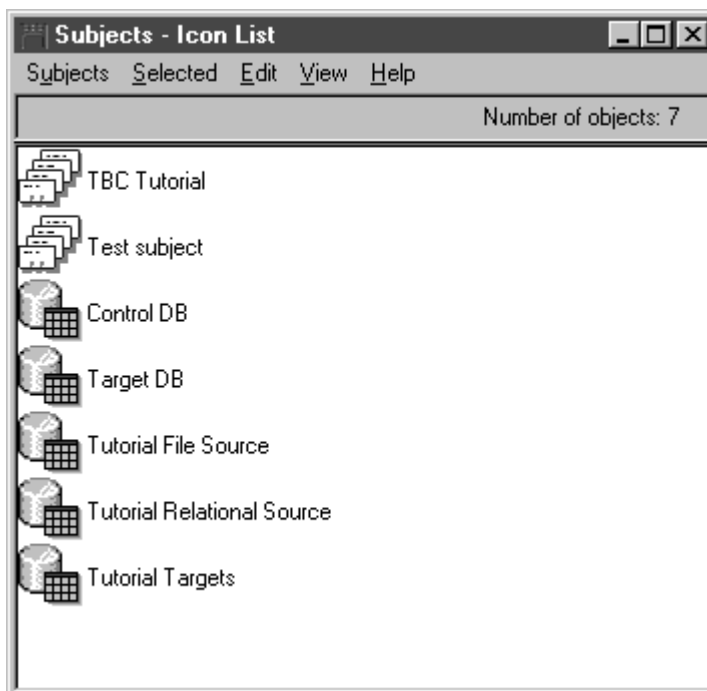 Subjects - Icon List
Subjects Selected Edit View Help
Number of objects: 7
TBC Tutorial
Test subject
Control DB
Target DB
Tutorial File Source
Tutorial Relational Source
Tutorial Targets